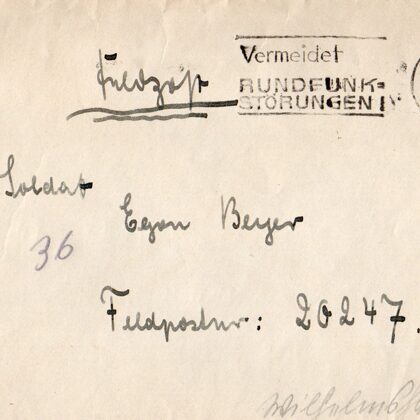 Feldpost
Vermeidet
RUNDFUNK=
STÖRUNGEN
Soldat
Egon Beyer
36
Feldpostnr: 20247.